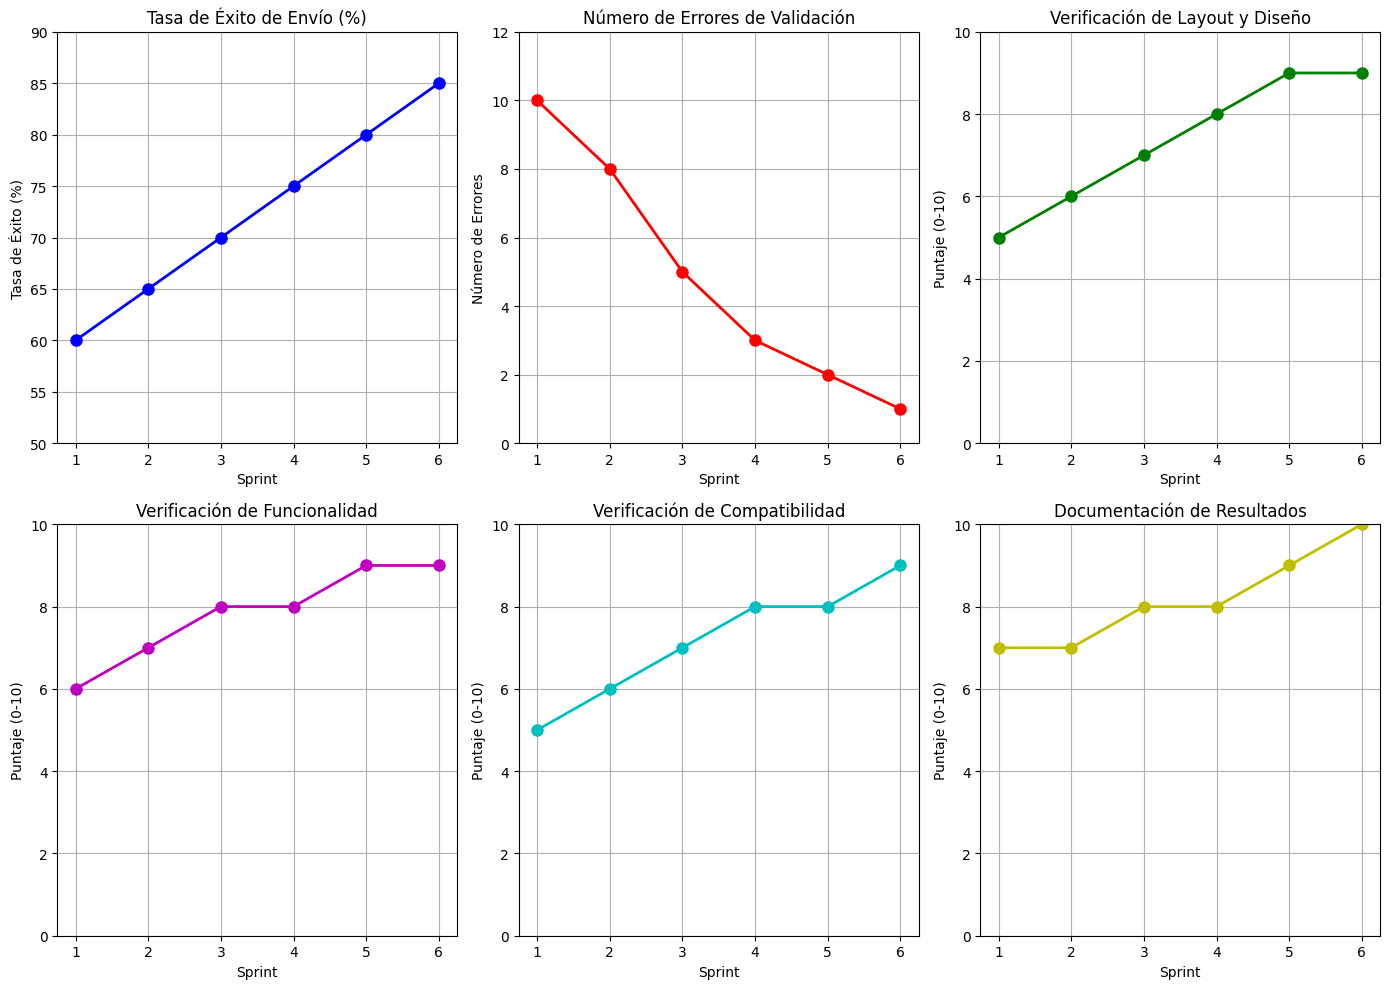 Tasa de Éxito de Envío (%)
90
85
80
75
70
65
60
55
50
Tasa de Éxito (%)
1 2 3 4 5 6
Sprint
Número de Errores de Validación
12
10
8
6
4
2
0
Número de Errores
1 2 3 4 5 6
Sprint
Verificación de Layout y Diseño
10
8
6
4
2
0
Puntaje (0-10)
1 2 3 4 5 6
Sprint
Verificación de Funcionalidad
10
8
6
4
2
0
Puntaje (0-10)
1 2 3 4 5 6
Sprint
Verificación de Compatibilidad
10
8
6
4
2
0
Puntaje (0-10)
1 2 3 4 5 6
Sprint
Documentación de Resultados
10
8
6
4
2
0
Puntaje (0-10)
1 2 3 4 5 6
Sprint